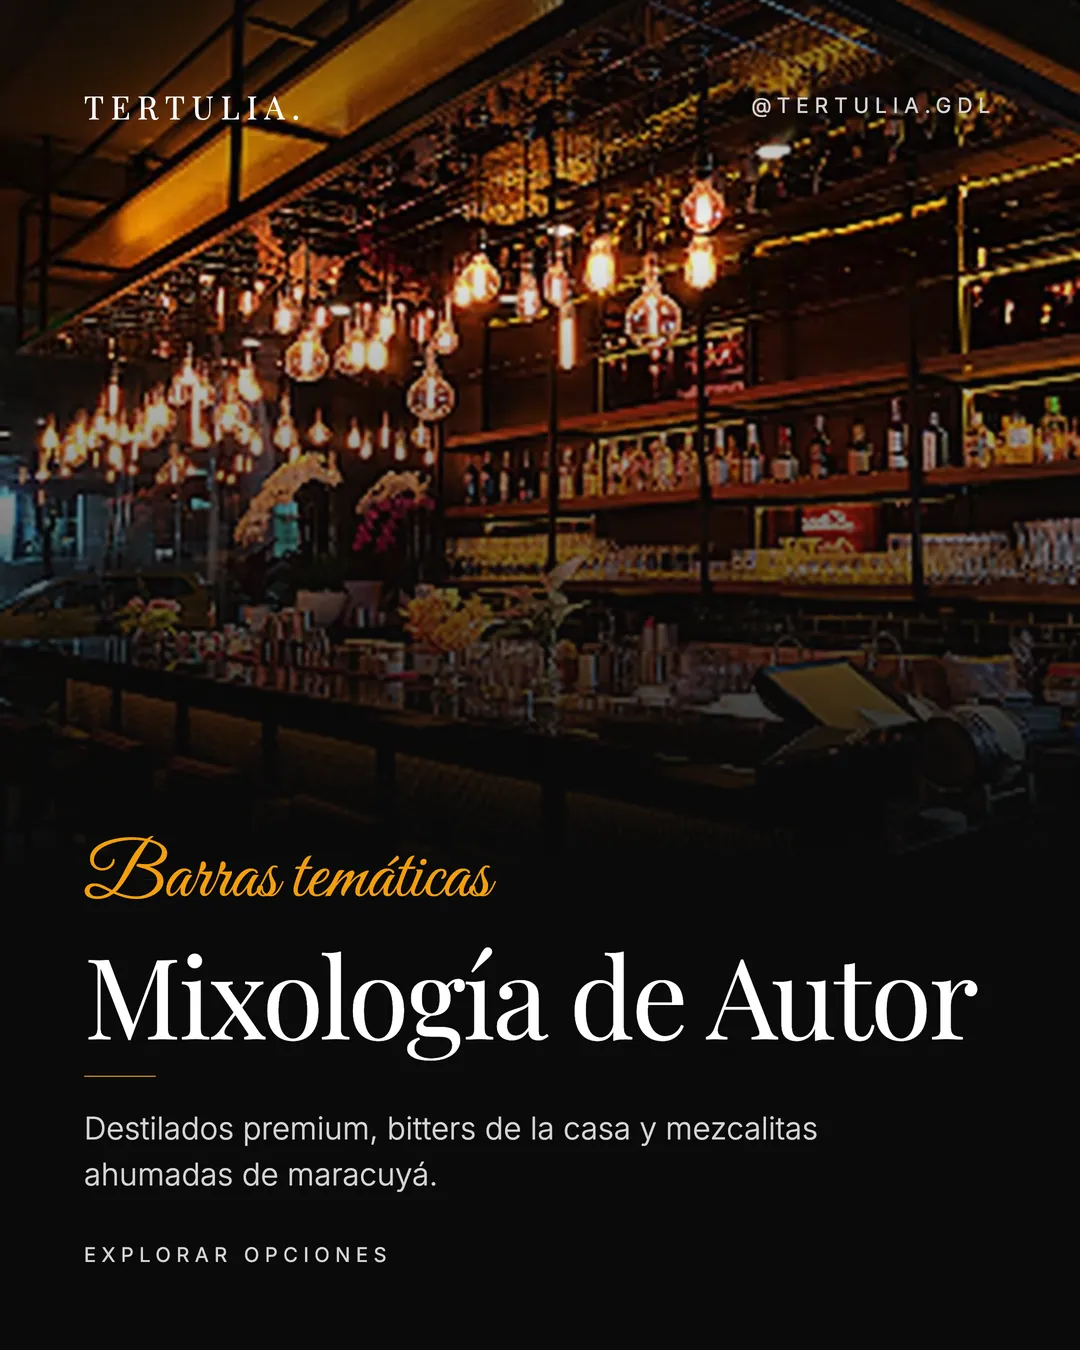 TERTULIA.
@TERTULIA.GDL
Barras temáticas
Mixología de Autor
Destilados premium, bitters de la casa y mezcalitas
ahumadas de maracuyá.
EXPLORAR OPCIONES